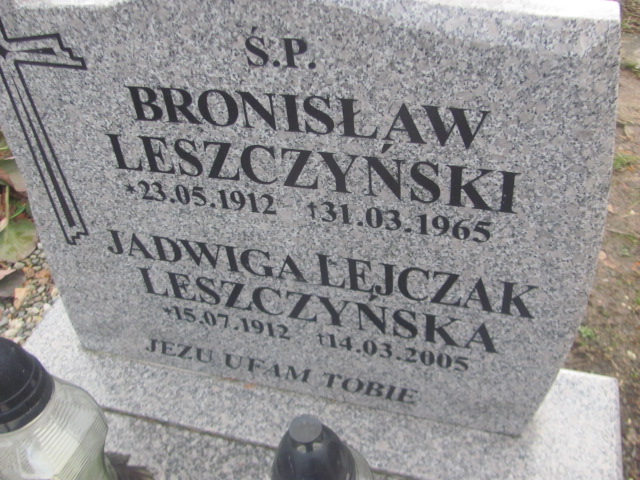 Ś.P.
BRONISŁAW
LESZCZYŃSKI
*23.05.1912 †31.03.1965
JADWIGA ŁEJCZAK
LESZCZYŃSKA
*15.07.1912 †14.03.2005
JEZU UFAM TOBIE